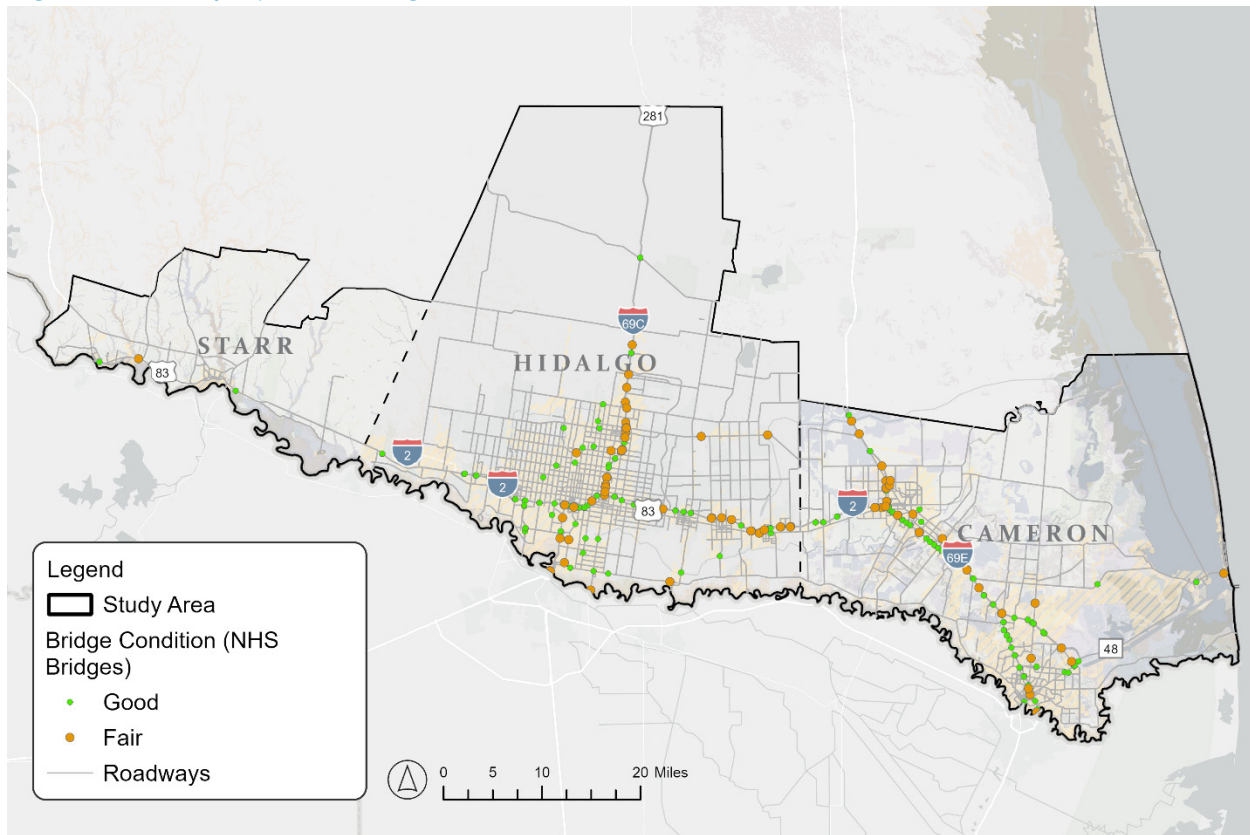 281
69C
STARR
HIDALGO
83
2
2
83
2
CAMERON
69E
48
Legend
Study Area
Bridge Condition (NHS
Bridges)
Good
Fair
Roadways
0 5 10 20 Miles